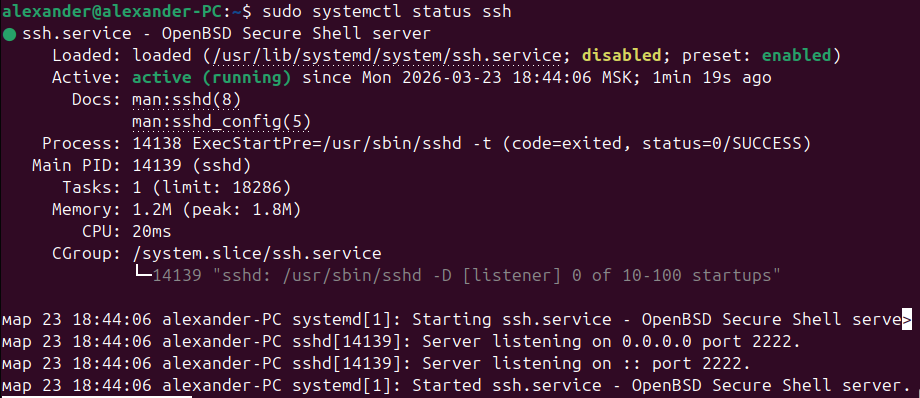 alexander@alexander-PC:~$ sudo systemctl status ssh
● ssh.service - OpenBSD Secure Shell server
     Loaded: loaded (/usr/lib/systemd/system/ssh.service; disabled; preset: enabled)
     Active: active (running) since Mon 2026-03-23 18:44:06 MSK; 1min 19s ago
       Docs: man:sshd(8)
             man:sshd_config(5)
    Process: 14138 ExecStartPre=/usr/sbin/sshd -t (code=exited, status=0/SUCCESS)
   Main PID: 14139 (sshd)
      Tasks: 1 (limit: 18286)
     Memory: 1.2M (peak: 1.8M)
        CPU: 20ms
     CGroup: /system.slice/ssh.service
             └─14139 "sshd: /usr/sbin/sshd -D [listener] 0 of 10-100 startups"

мар 23 18:44:06 alexander-PC systemd[1]: Starting ssh.service - OpenBSD Secure Shell serve>
мар 23 18:44:06 alexander-PC sshd[14139]: Server listening on 0.0.0.0 port 2222.
мар 23 18:44:06 alexander-PC sshd[14139]: Server listening on :: port 2222.
мар 23 18:44:06 alexander-PC systemd[1]: Started ssh.service - OpenBSD Secure Shell server.